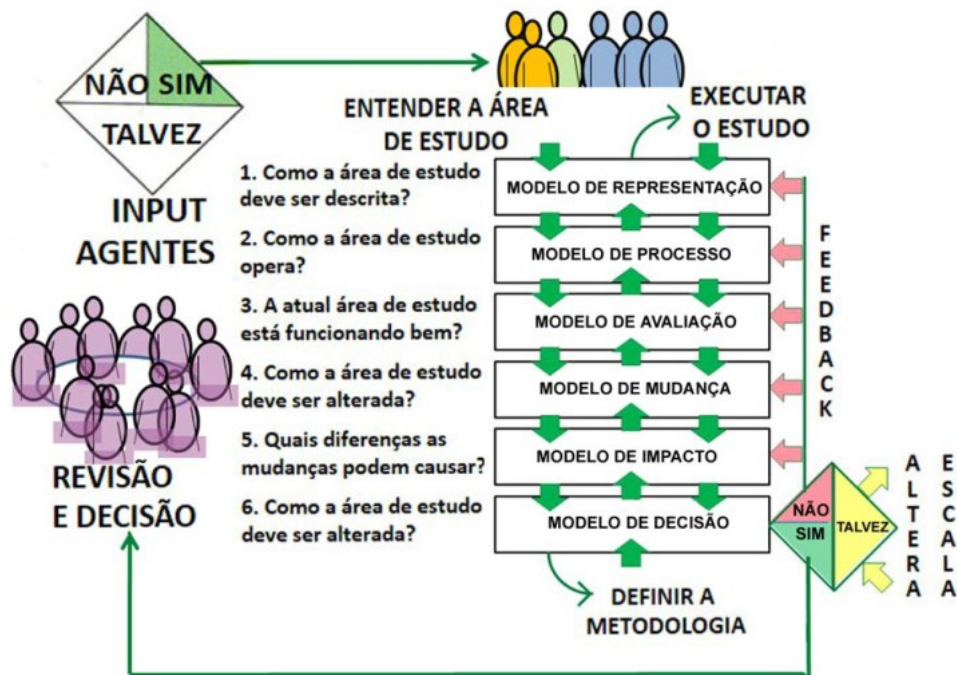 NÃO SIM
TALVEZ
INPUT
AGENTES
REVISÃO
E DECISÃO
ENTENDER A ÁREA
DE ESTUDO
EXECUTAR
O ESTUDO
1. Como a área de estudo
deve ser descrita?
MODELO DE REPRESENTAÇÃO
2. Como a área de estudo
opera?
MODELO DE PROCESSO
3. A atual área de estudo
está funcionando bem?
MODELO DE AVALIAÇÃO
4. Como a área de estudo
deve ser alterada?
MODELO DE MUDANÇA
5. Quais diferenças as
mudanças podem causar?
MODELO DE IMPACTO
6. Como a área de estudo
deve ser alterada?
MODELO DE DECISÃO
DEFINIR A
METODOLOGIA
FEEDBACK
NÃO
SIM
TALVEZ
ALTERA
ESCALA